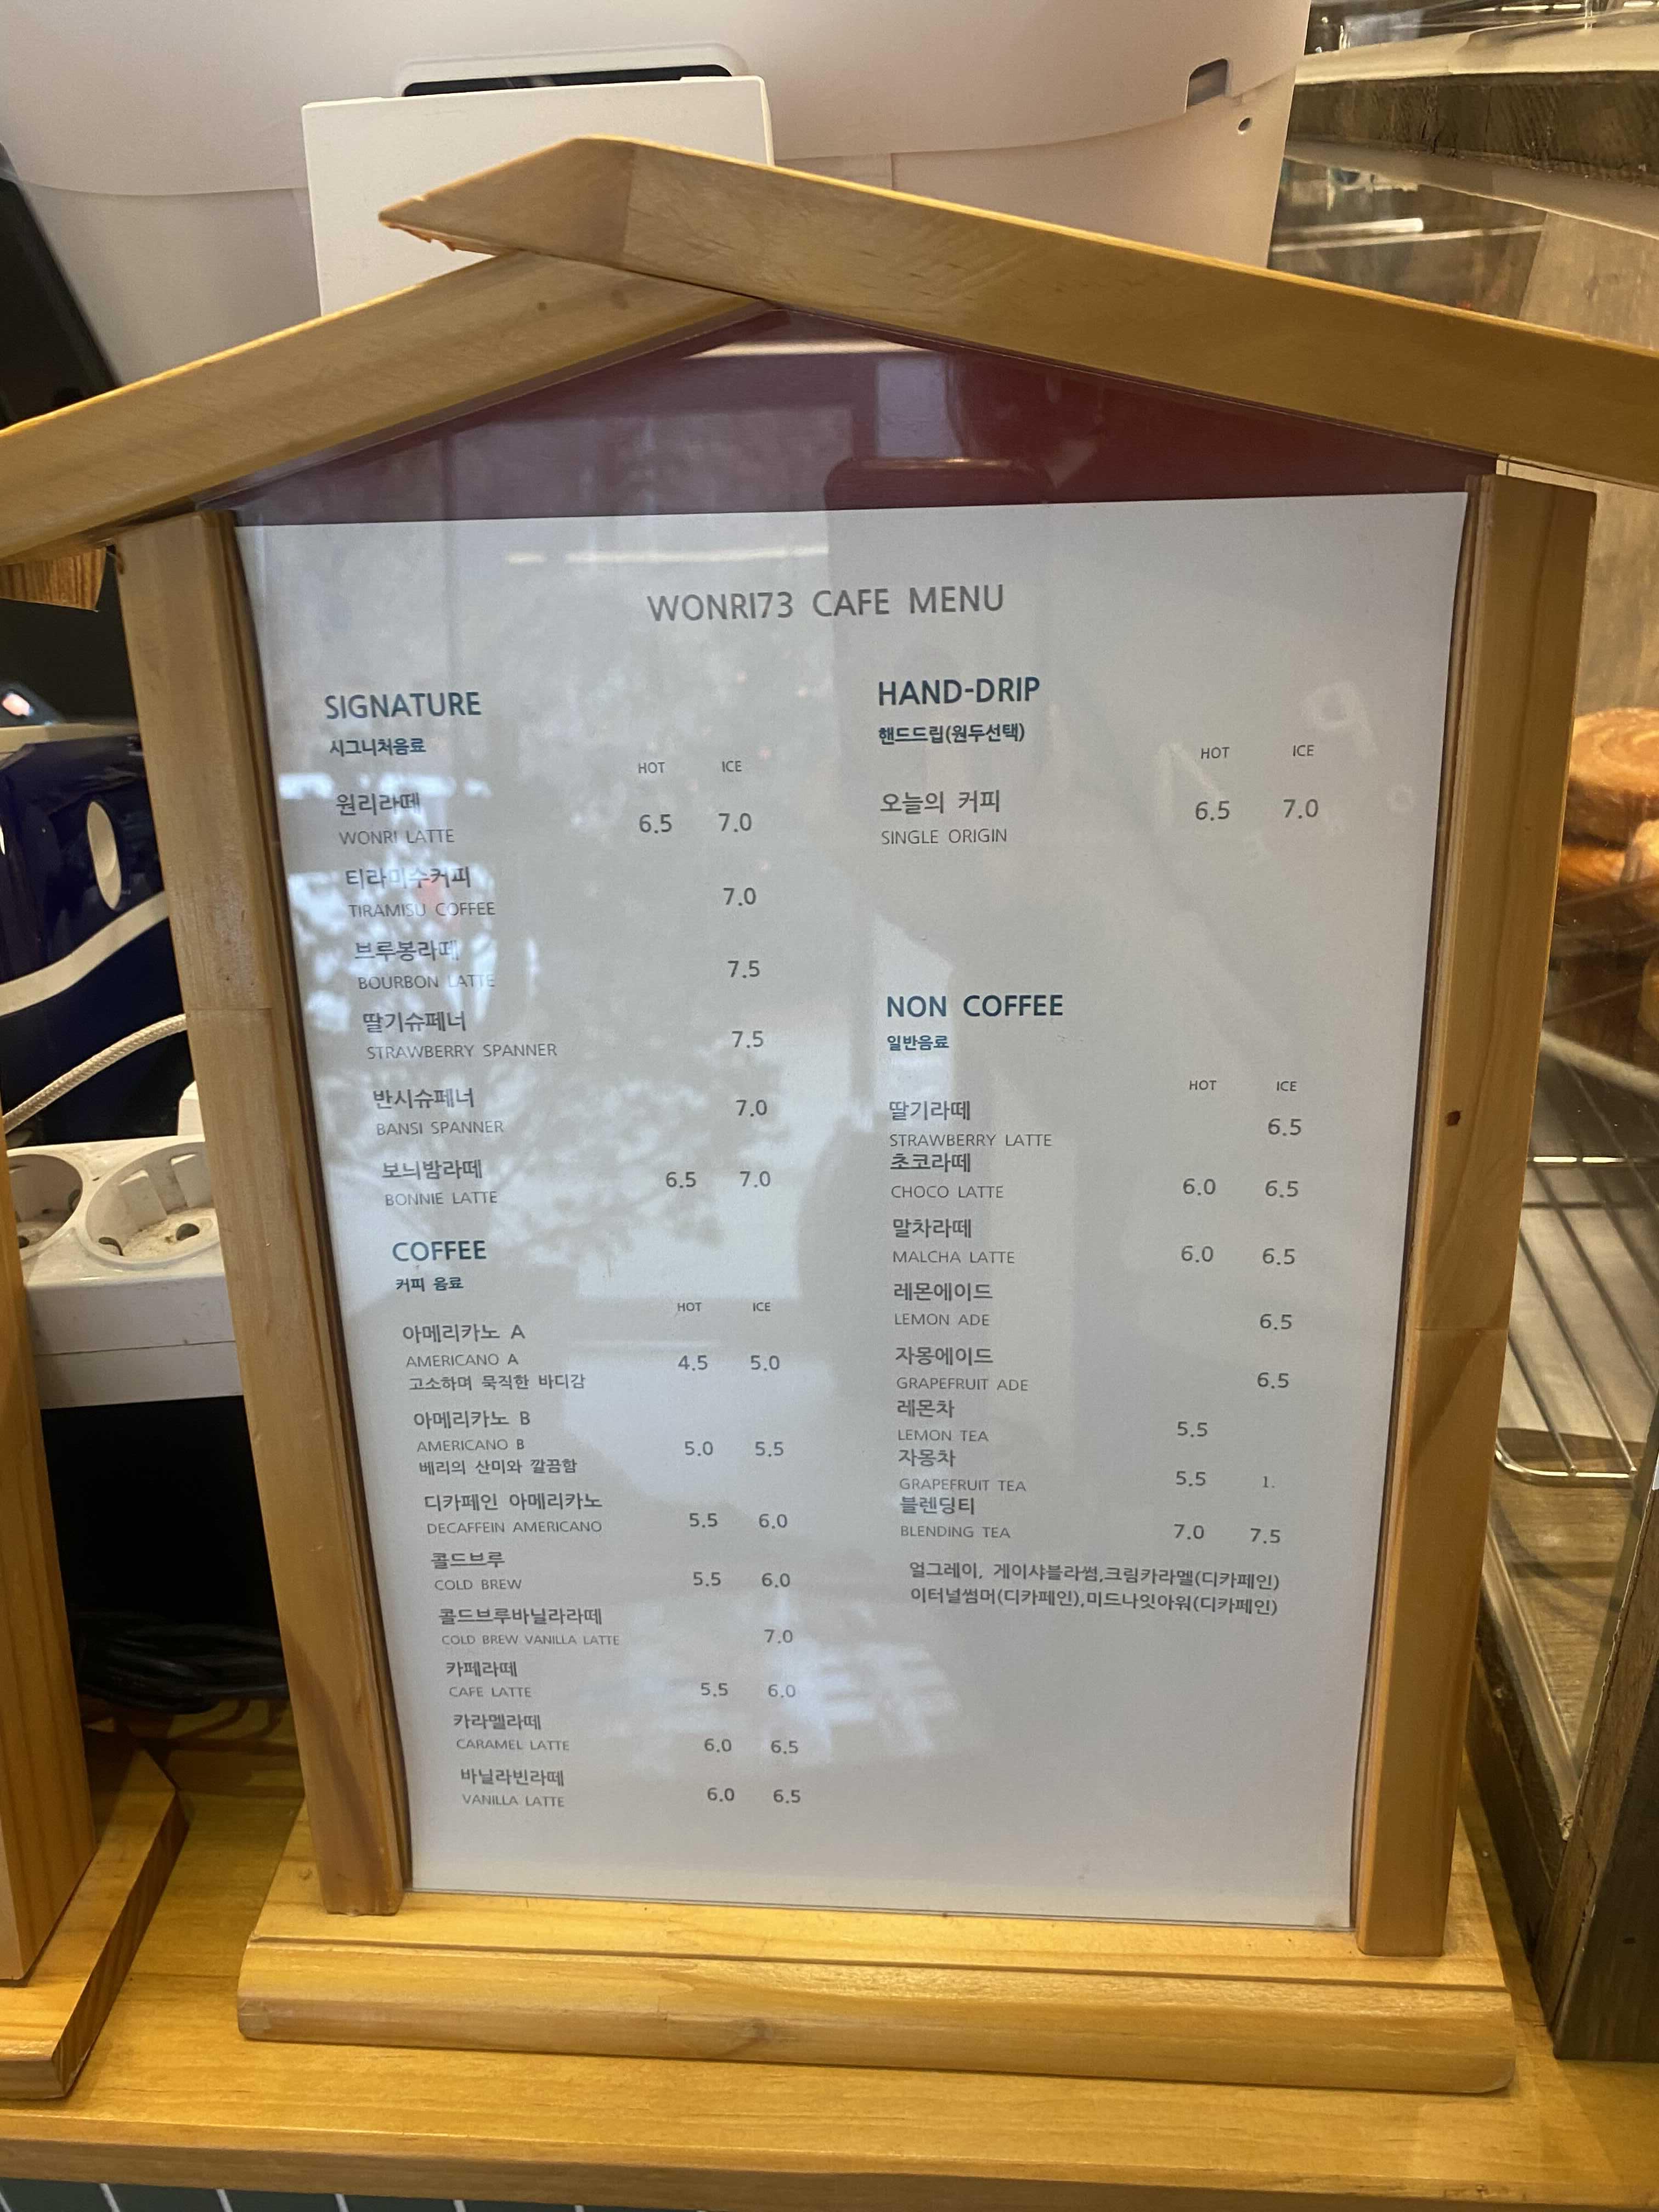 WONRI73 CAFE MENU
SIGNATURE
시그니처음료
HOT ICE
원리라떼
WONRI LATTE 6.5 7.0
티라미수커피
TIRAMISU COFFEE 7.0
브루봉라떼
BOURBON LATTE 7.5
딸기슈페너
STRAWBERRY SPANNER 7.5
반시슈페너
BANSI SPANNER 7.0
보늬밤라떼
BONNIE LATTE 6.5 7.0
COFFEE
커피 음료
HOT ICE
아메리카노 A
AMERICANO A 4.5 5.0
고소하며 묵직한 바디감
아메리카노 B
AMERICANO B 5.0 5.5
베리의 산미와 깔끔함
디카페인 아메리카노
DECAFFEIN AMERICANO 5.5 6.0
콜드브루
COLD BREW 5.5 6.0
콜드브루바닐라라떼
COLD BREW VANILLA LATTE 7.0
카페라떼
CAFE LATTE 5.5 6.0
카라멜라떼
CARAMEL LATTE 6.0 6.5
바닐라빈라떼
VANILLA LATTE 6.0 6.5
HAND-DRIP
핸드드립(원두선택)
HOT ICE
오늘의 커피
SINGLE ORIGIN 6.5 7.0
NON COFFEE
일반음료
HOT ICE
딸기라떼
STRAWBERRY LATTE 6.5
초코라떼
CHOCO LATTE 6.0 6.5
말차라떼
MALCHA LATTE 6.0 6.5
레몬에이드
LEMON ADE 6.5
자몽에이드
GRAPEFRUIT ADE 6.5
레몬차
LEMON TEA 5.5
자몽차
GRAPEFRUIT TEA 5.5 1.
블렌딩티
BLENDING TEA 7.0 7.5
얼그레이, 게이샤블라썸,크림카라멜(디카페인)
이터널썸머(디카페인),미드나잇아워(디카페인)